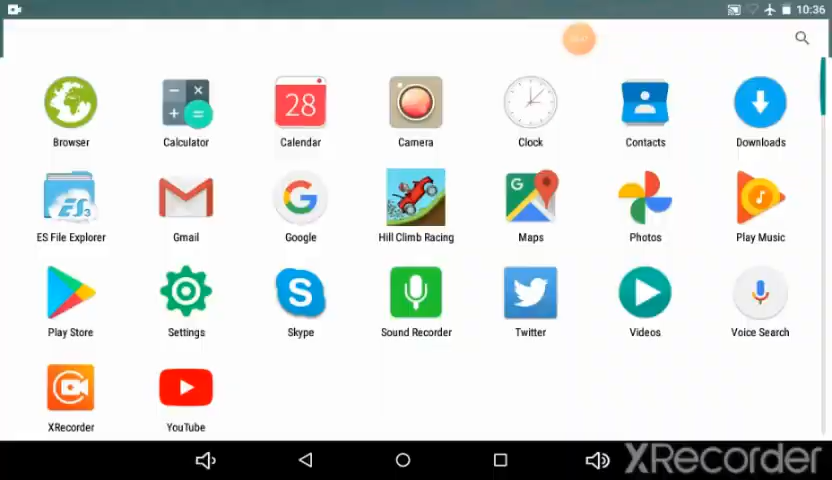 10:36
Browser
Calculator
28
Calendar
Camera
Clock
Contacts
Downloads
ES3
ES File Explorer
Gmail
G
Google
Hill Climb Racing
G
Maps
Photos
Play Music
Play Store
Settings
S
Skype
Sound Recorder
Twitter
Videos
Voice Search
XRecorder
YouTube
XRecorder